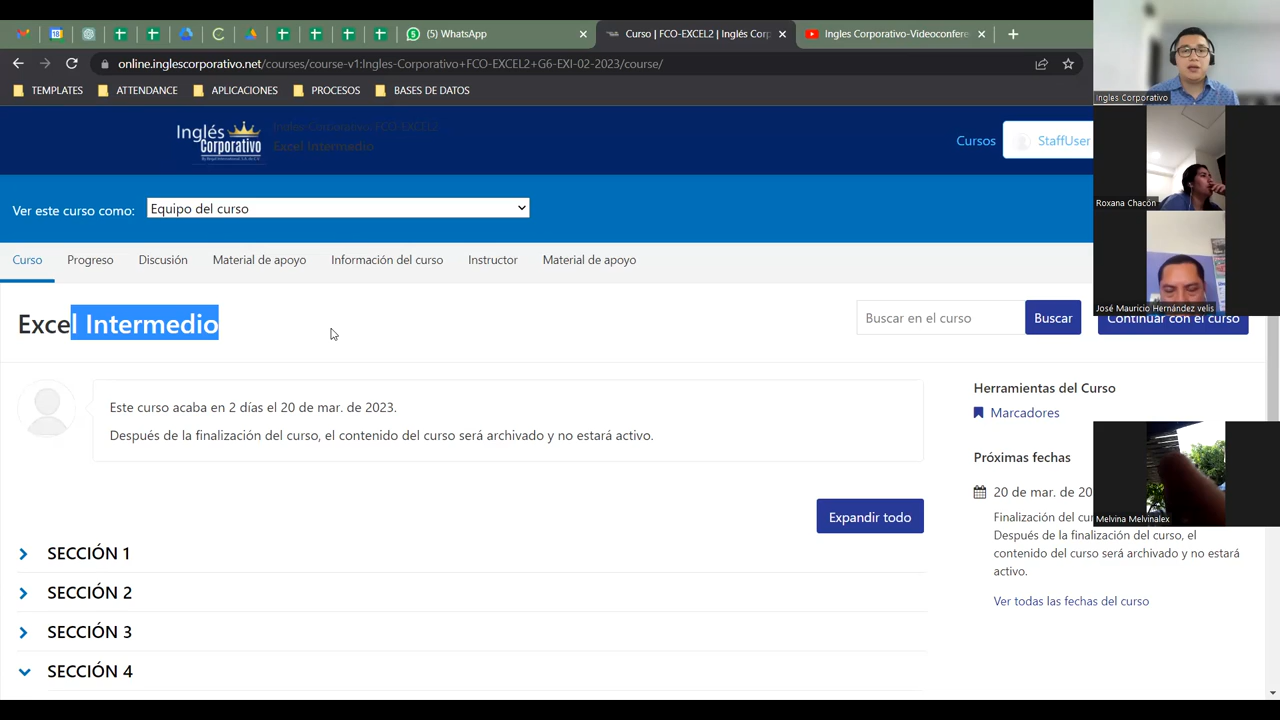 (5) WhatsApp
Curso | FCO-EXCEL2 | Inglés Corp
Ingles Corporativo-Videoconfere
online.inglescorporativo.net/courses/course-v1:Ingles-Corporativo+FCO-EXCEL2+G6-EXI-02-2023/course/
TEMPLATES
ATTENDANCE
APLICACIONES
PROCESOS
BASES DE DATOS
Inglés
Corporativo
Ingles Corporativo: FCO-EXCEL2
Excel Intermedio
Cursos
StaffUser
Ver este curso como:
Equipo del curso
Curso
Progreso
Discusión
Material de apoyo
Información del curso
Instructor
Material de apoyo
Excel Intermedio
Buscar en el curso
Buscar
Continuar con el curso
Este curso acaba en 2 días el 20 de mar. de 2023.
Después de la finalización del curso, el contenido del curso será archivado y no estará activo.
Herramientas del Curso
Marcadores
Próximas fechas
20 de mar. de 20
Finalización del cur
Después de la finalización del curso, el
contenido del curso será archivado y no estará
activo.
Ver todas las fechas del curso
Expandir todo
SECCIÓN 1
SECCIÓN 2
SECCIÓN 3
SECCIÓN 4
Ingles Corporativo
Roxana Chacón
José Mauricio Hernández velis
Melvina Melvinalex